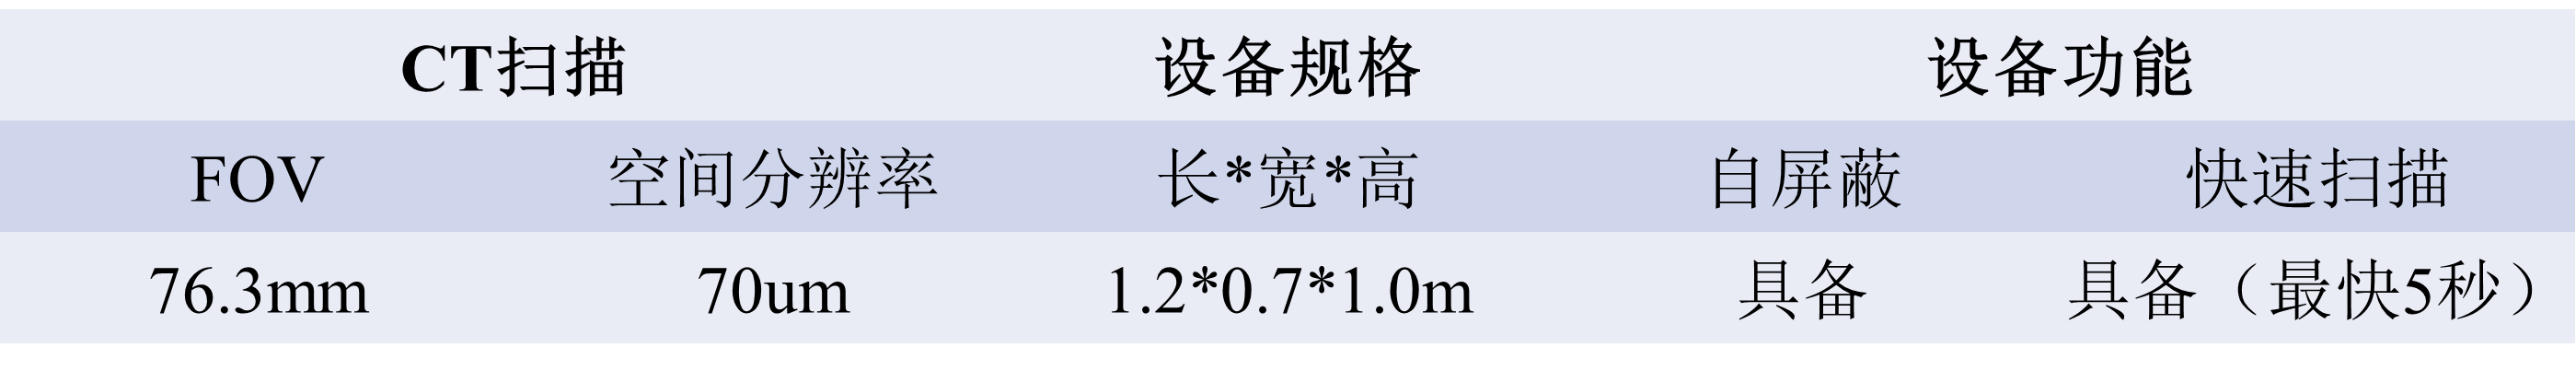 CT扫描 设备规格 设备功能
FOV 空间分辨率 长*宽*高 自屏蔽 快速扫描
76.3mm 70um 1.2*0.7*1.0m 具备 具备（最快5秒）